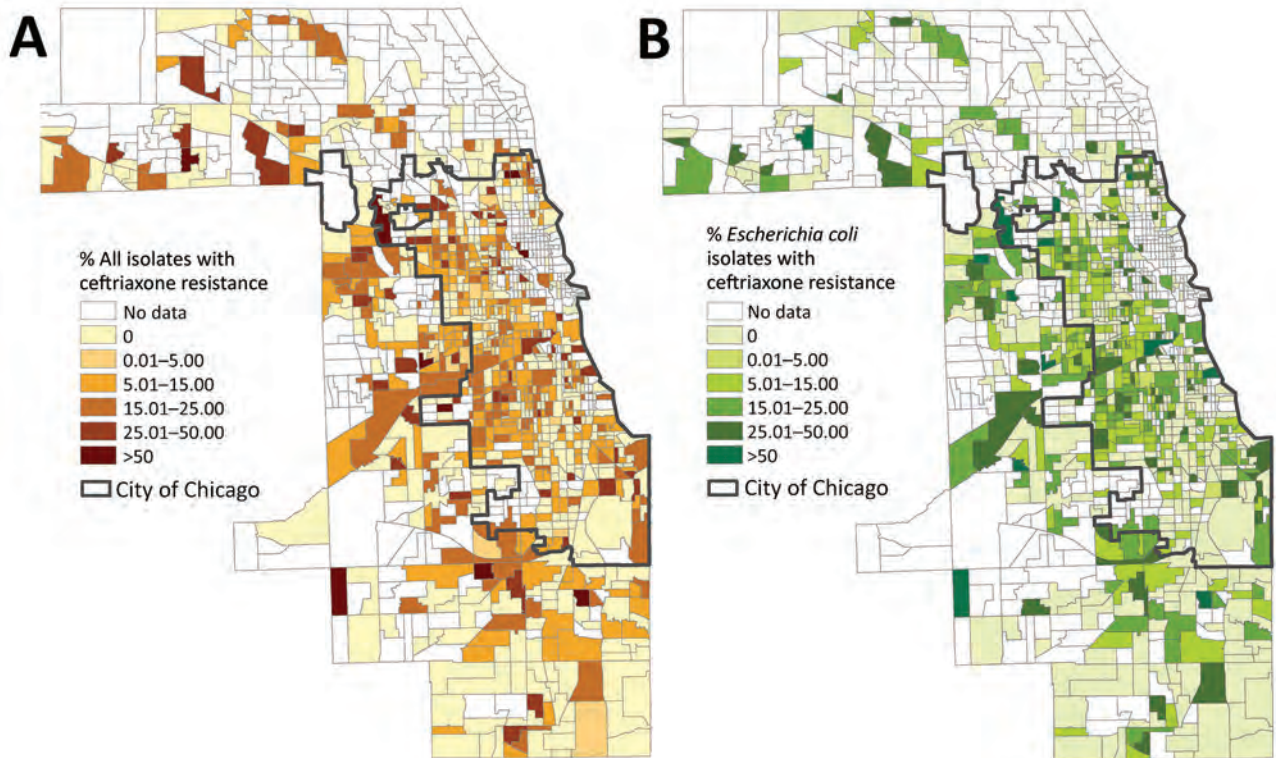 A
% All isolates with
ceftriaxone resistance
No data
0
0.01–5.00
5.01–15.00
15.01–25.00
25.01–50.00
>50
City of Chicago
B
% Escherichia coli
isolates with
ceftriaxone resistance
No data
0
0.01–5.00
5.01–15.00
15.01–25.00
25.01–50.00
>50
City of Chicago